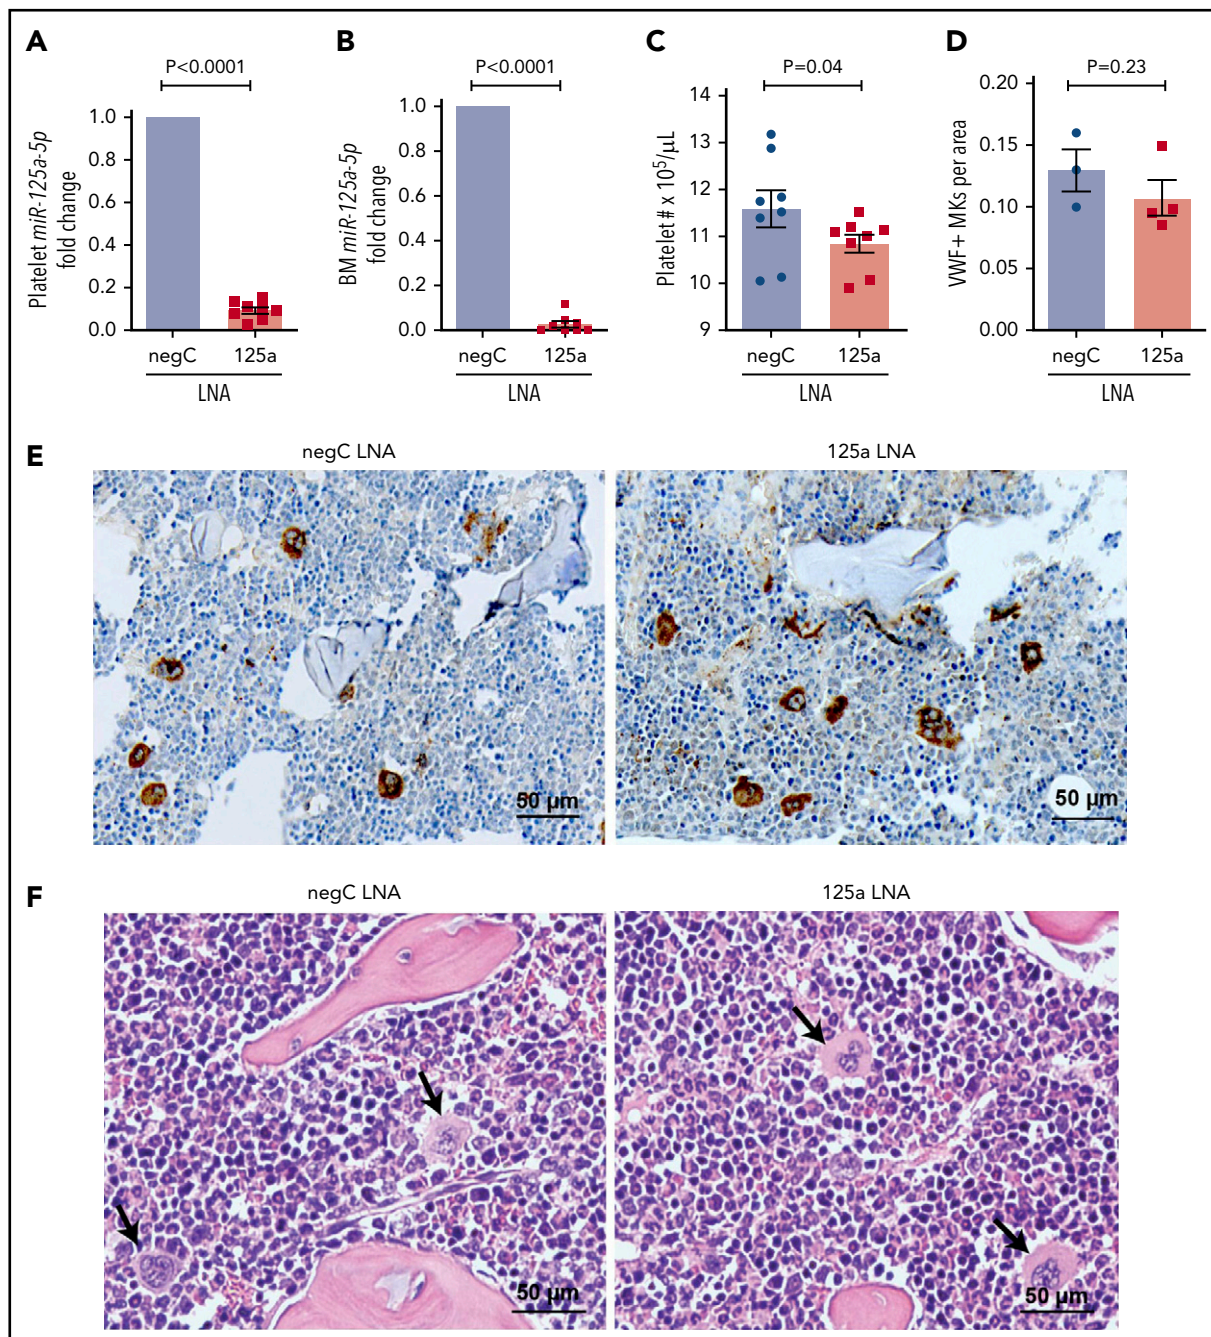 A
P<0.0001
Platelet miR-125a-5p
fold change
1.0
0.8
0.6
0.4
0.2
0.0
negC
125a
LNA
B
P<0.0001
BM miR-125a-5p
fold change
1.0
0.8
0.6
0.4
0.2
0.0
negC
125a
LNA
C
P=0.04
Platelet # x 10⁵/µL
14
13
12
11
10
9
negC
125a
LNA
D
P=0.23
VWF+ MKs per area
0.20
0.15
0.10
0.05
0.00
negC
125a
LNA
E
negC LNA
125a LNA
50 µm
50 µm
F
negC LNA
125a LNA
50 µm
50 µm